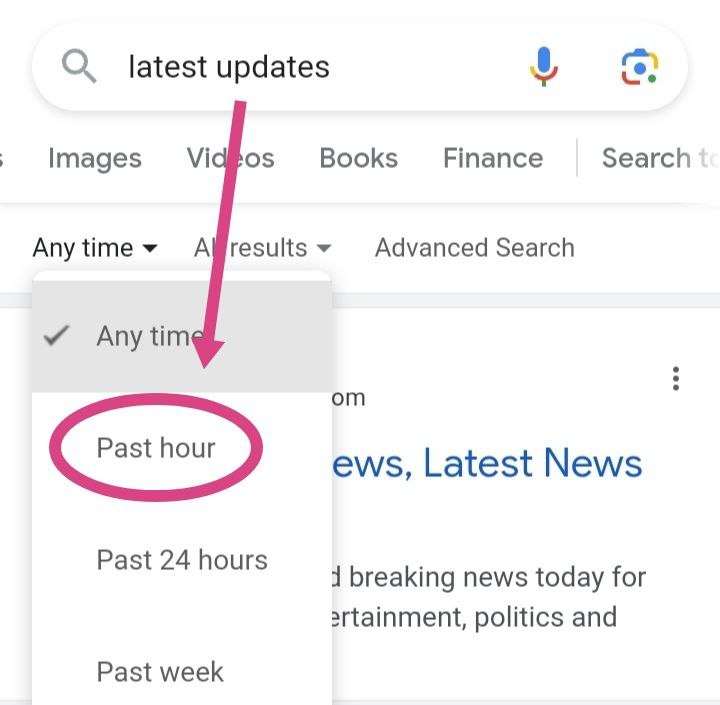 latest updates
Images Videos Books Finance Search
Any time All results Advanced Search
Any time
Past hour
Past 24 hours
Past week
om
ews, Latest News
d breaking news today for
ertainment, politics and